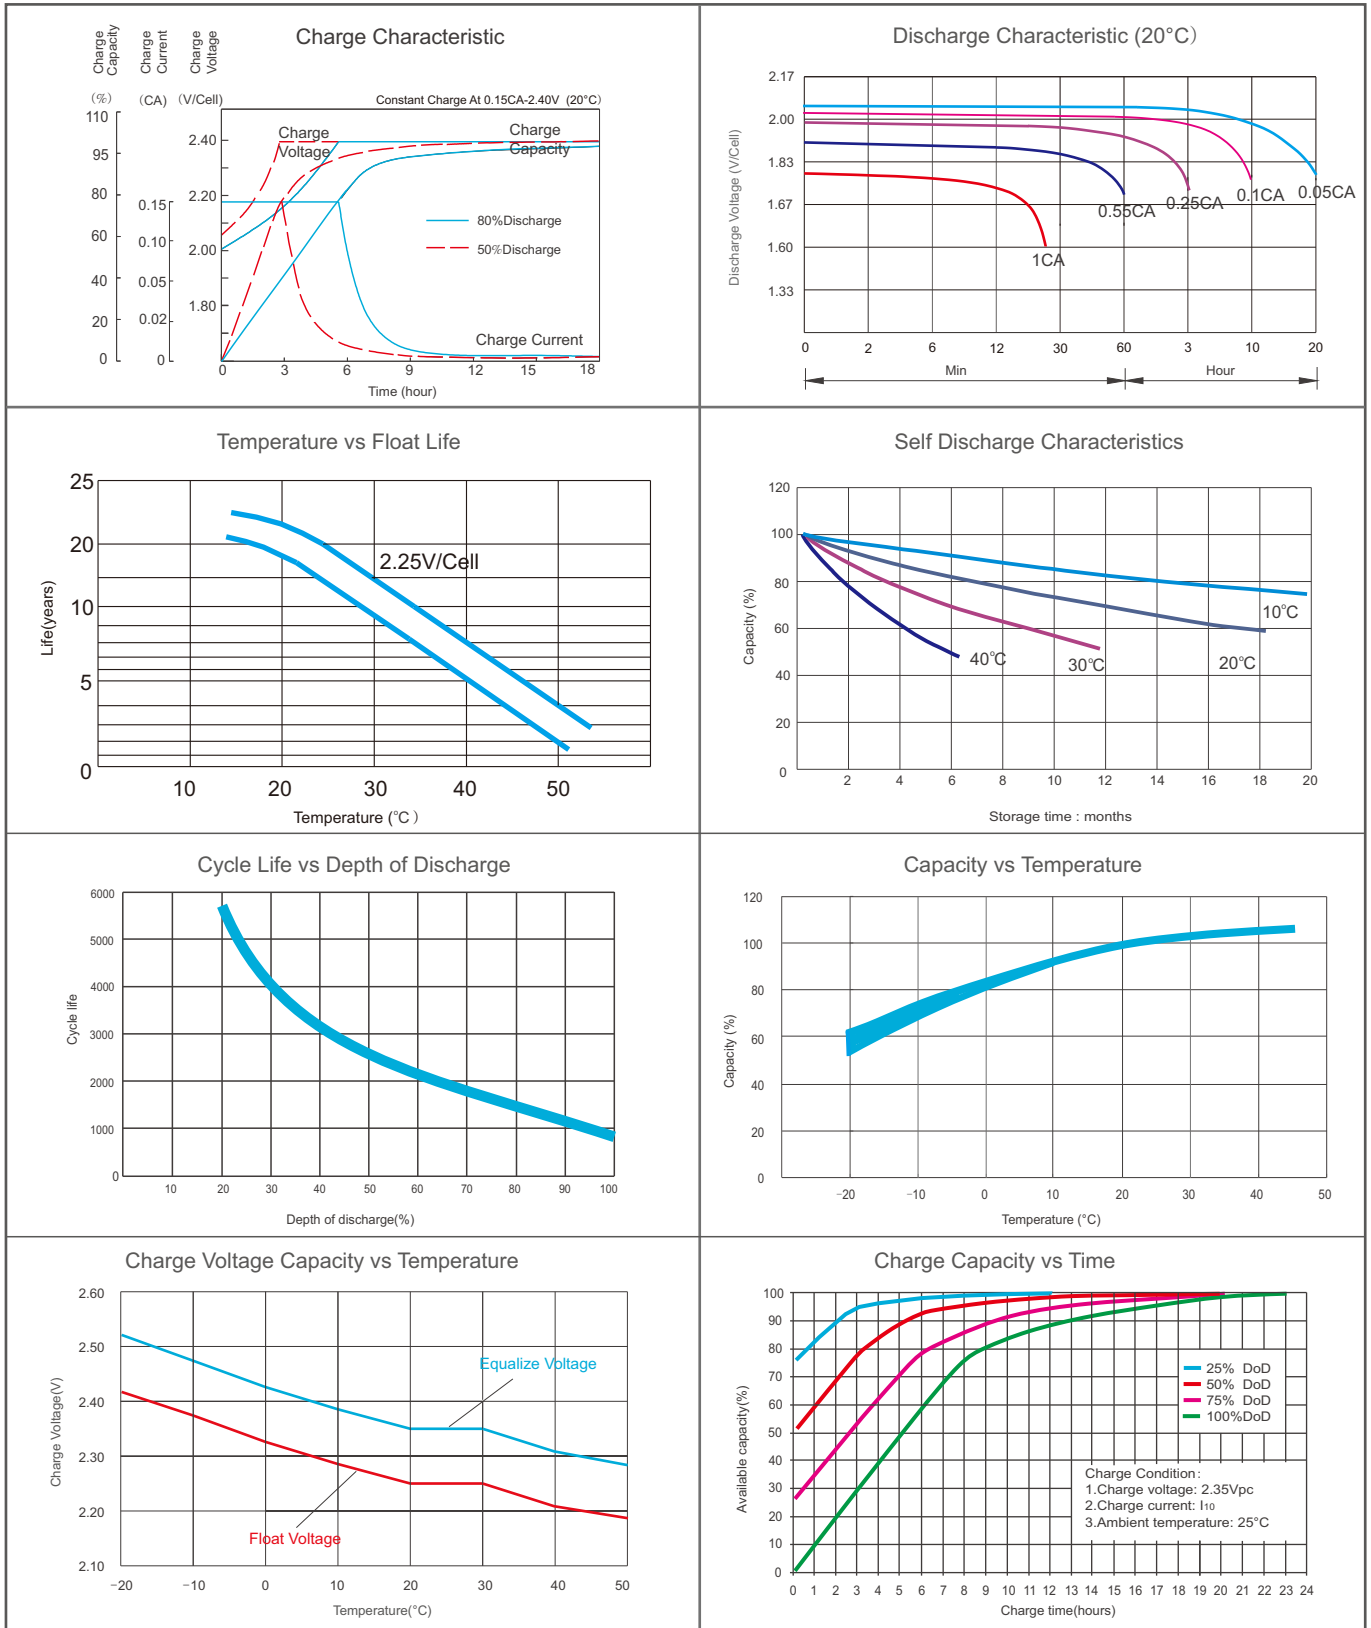 Charge Characteristic
Charge
Capacity
Charge
Current
Charge
Voltage
(%) (CA) (V/Cell)
Constant Charge At 0.15CA-2.40V (20°C)
110
95
80
60
40
20
0
0.15
0.10
0.05
0.02
0
2.40
2.20
2.00
1.80
Charge
Voltage
Charge
Capacity
80%Discharge
50%Discharge
Charge Current
0 3 6 9 12 15 18
Time (hour)
Discharge Characteristic (20°C)
Discharge Voltage (V/Cell)
2.17
2.00
1.83
1.67
1.60
1.33
0.05CA
0.1CA
0.25CA
0.55CA
1CA
0 2 6 12 30 60 3 10 20
Min Hour
Temperature vs Float Life
Life(years)
25
20
10
5
0
2.25V/Cell
10 20 30 40 50
Temperature (°C )
Self Discharge Characteristics
Capacity (%)
120
100
80
60
40
20
0
10°C
20°C
30°C
40°C
2 4 6 8 10 12 14 16 18 20
Storage time : months
Cycle Life vs Depth of Discharge
Cycle life
6000
5000
4000
3000
2000
1000
0
10 20 30 40 50 60 70 80 90 100
Depth of discharge(%)
Capacity vs Temperature
Capacity (%)
120
100
80
60
40
20
0
−20 −10 0 10 20 30 40 50
Temperature (°C)
Charge Voltage Capacity vs Temperature
Charge Voltage(V)
2.60
2.50
2.40
2.30
2.20
2.10
Equalize Voltage
Float Voltage
−20 −10 0 10 20 30 40 50
Temperature(°C)
Charge Capacity vs Time
Available capacity(%)
100
90
80
70
60
50
40
30
20
10
0
25% DoD
50% DoD
75% DoD
100%DoD
Charge Condition:
1.Charge voltage: 2.35Vpc
2.Charge current: I10
3.Ambient temperature: 25°C
0 1 2 3 4 5 6 7 8 9 10 11 12 13 14 15 16 17 18 19 20 21 22 23 24
Charge time(hours)